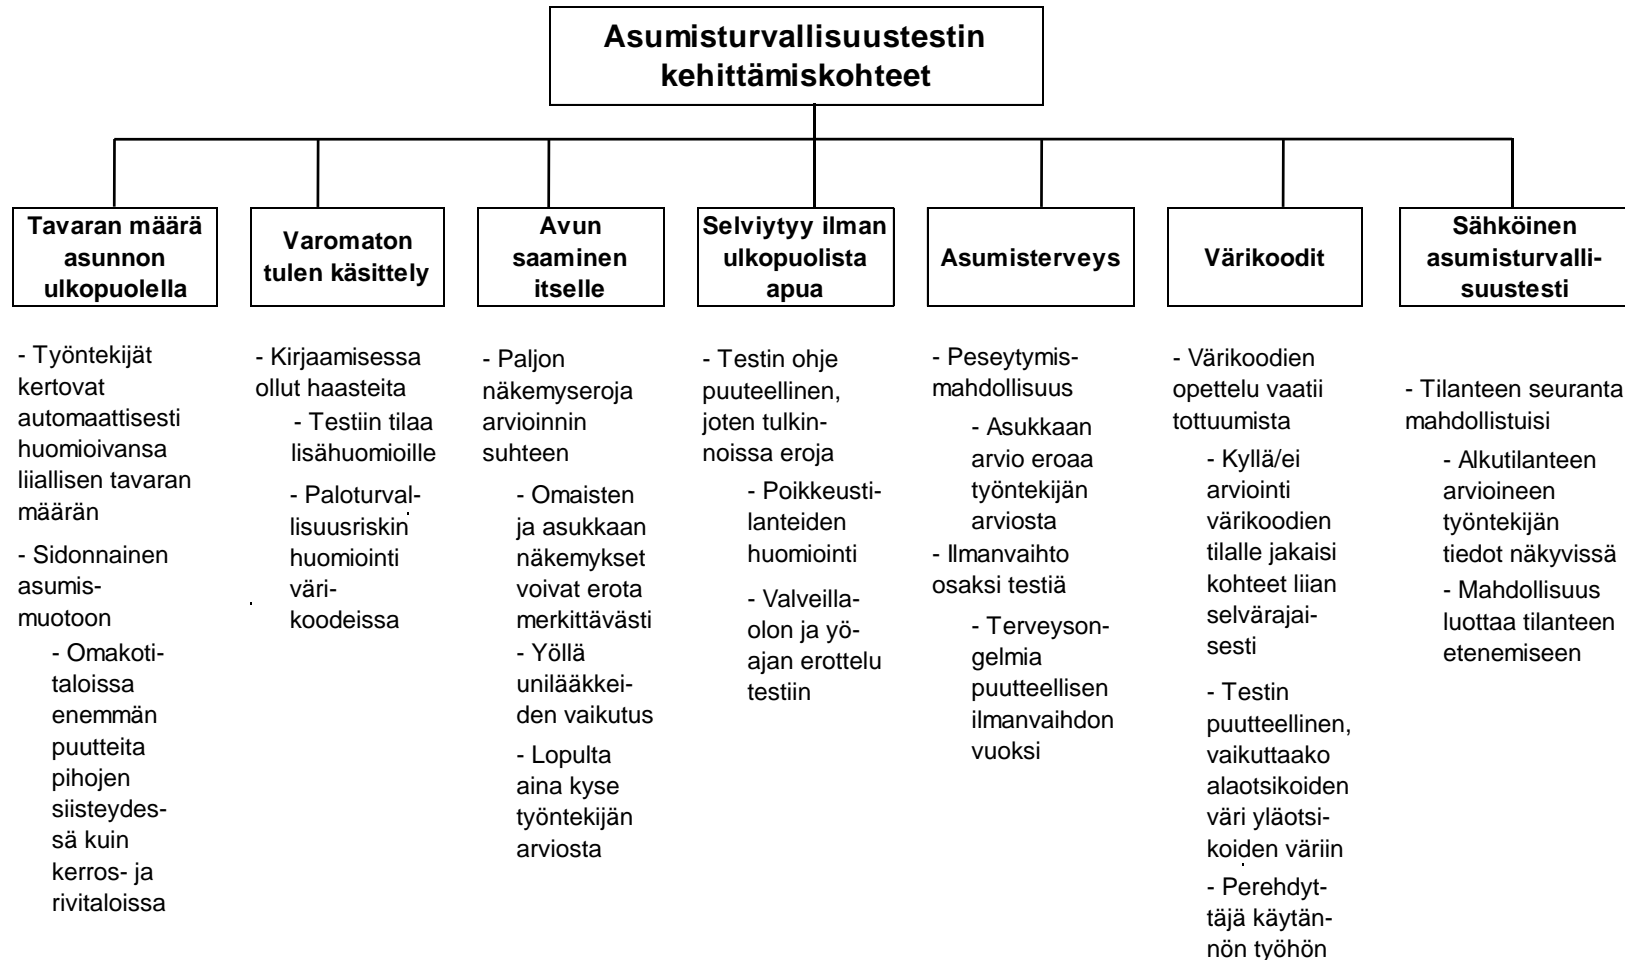 Asumisturvallisuustestin
kehittämiskohteet
Tavaran määrä
asunnon
ulkopuolella
Varomaton
tulen käsittely
Avun
saaminen
itselle
Selviytyy ilman
ulkopuolista
apua
Asumisterveys
Värikoodit
Sähköinen
asumisturvalli-
suustesti
- Työntekijät
kertovat
automaattisesti
huomioivansa
liiallisen tavaran
määrän
- Sidonnainen
asumis-
muotoon
- Omakoti-
taloissa
enemmän
puutteita
pihojen
siisteydes-
sä kuin
kerros- ja
rivitaloissa
- Kirjaamisessa
ollut haasteita
- Testiin tilaa
lisähuomioille
- Paloturval-
lisuusriskin
huomiointi
väri-
koodeissa
- Paljon
näkemyseroja
arvioinnin
suhteen
- Omaisten
ja asukkaan
näkemykset
voivat erota
merkittävästi
- Yöllä
unilääkkei-
den vaikutus
- Lopulta
aina kyse
työntekijän
arviosta
- Testin ohje
puuteellinen,
joten tulkin-
noissa eroja
- Poikkeusti-
lanteiden
huomiointi
- Valveilla-
olon ja yö-
ajan erottelu
testiin
- Peseytymis-
mahdollisuus
- Asukkaan
arvio eroaa
työntekijän
arviosta
- Ilmanvaihto
osaksi testiä
- Terveyson-
gelmia
puutteellisen
ilmanvaihdon
vuoksi
- Värikoodien
opettelu vaatii
tottuumista
- Kyllä/ei
arviointi
värikoodien
tilalle jakaisi
kohteet liian
selvärajai-
sesti
- Testin
puutteellinen,
vaikuttaako
alaotsikoiden
väri yläotsi-
koiden väriin
- Perehdyt-
täjä käytän-
nön työhön
- Tilanteen seuranta
mahdollistuisi
- Alkutilanteen
arvioineen
työntekijän
tiedot näkyvissä
- Mahdollisuus
luottaa tilanteen
etenemiseen